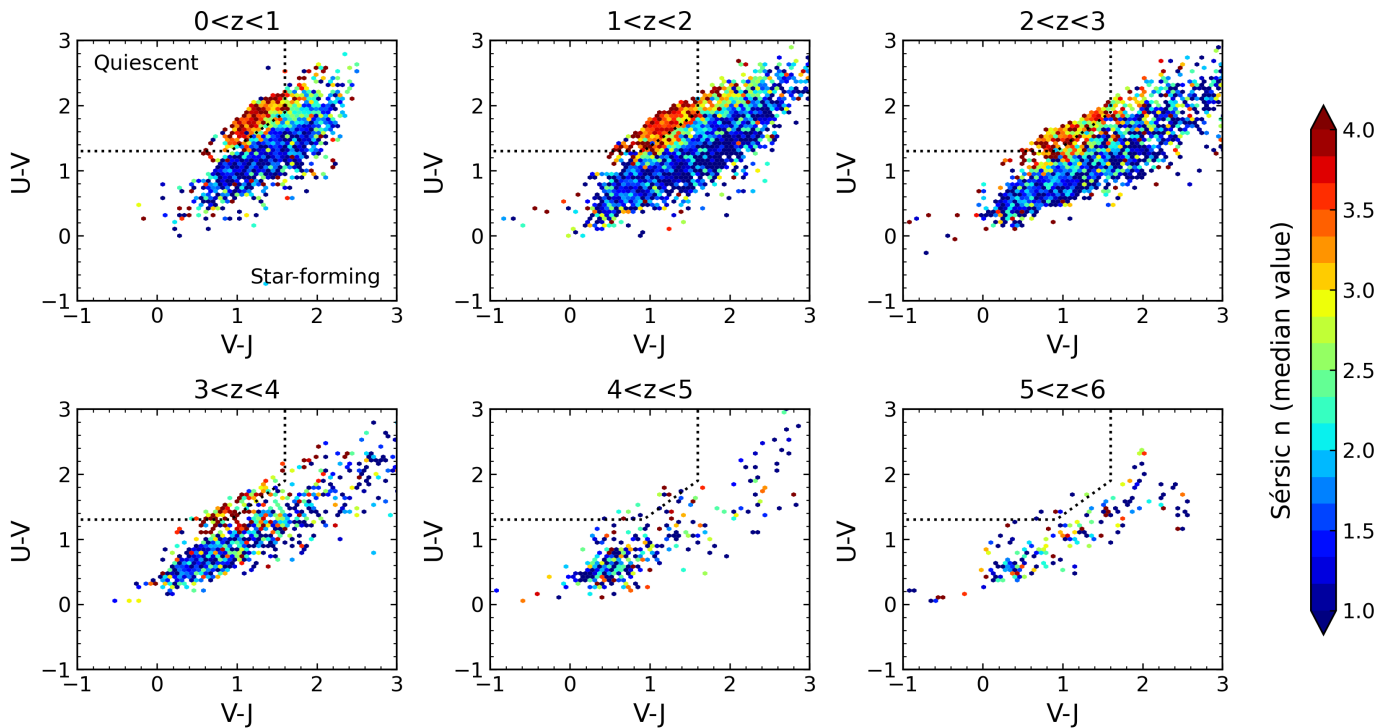 0<z<1
1<z<2
2<z<3
Quiescent
Star-forming
U-V
3
2
1
0
−1
−1 0 1 2 3
V-J
U-V
3
2
1
0
−1
−1 0 1 2 3
V-J
U-V
3
2
1
0
−1
−1 0 1 2 3
V-J
3<z<4
4<z<5
5<z<6
U-V
3
2
1
0
−1
−1 0 1 2 3
V-J
U-V
3
2
1
0
−1
−1 0 1 2 3
V-J
U-V
3
2
1
0
−1
−1 0 1 2 3
V-J
Sérsic n (median value)
4.0
3.5
3.0
2.5
2.0
1.5
1.0